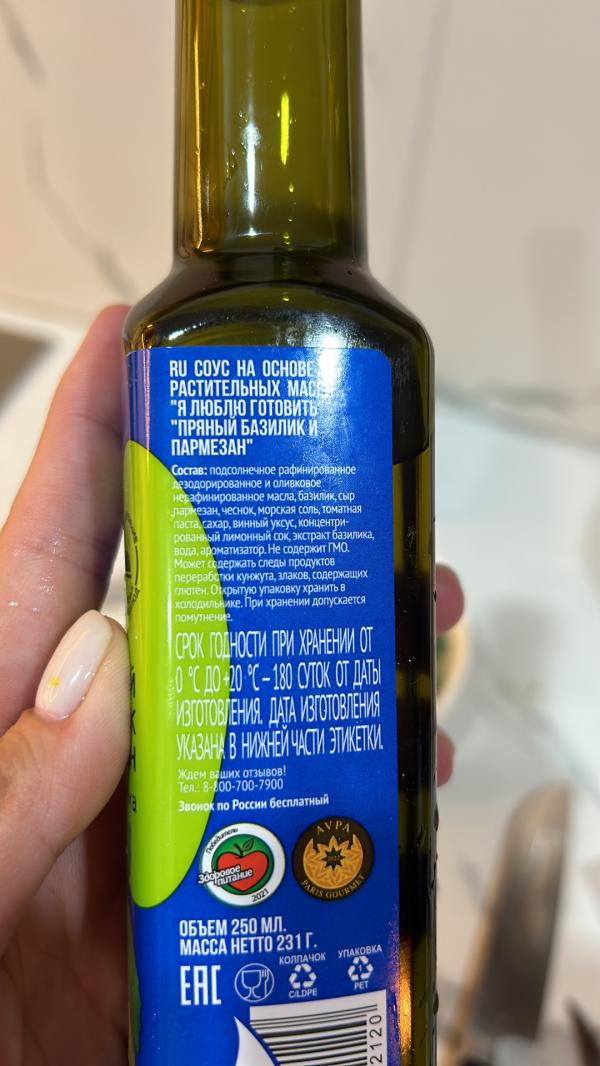 RU СОУС НА ОСНОВЕ
РАСТИТЕЛЬНЫХ
"Я ЛЮБЛЮ ГОТОВИТЬ
"ПРЯНЫЙ БАЗИЛИК И
ПАРМЕЗАН"
Состав: подсолнечное рафинированное
дезодорированное и оливковое
нерафинированное масла, базилик, сыр
пармезан, чеснок, морская соль, томатная
паста, сахар, винный уксус, концентри-
рованный лимонный сок, экстракт базилика,
вода, ароматизатор. Не содержит ГМО.
Может содержать следы продуктов
переработки кунжута, злаков, содержащих
глютен. Открытую упаковку хранить в
холодильнике. При хранении допускается
помутнение.
СРОК ГОДНОСТИ ПРИ ХРАНЕНИИ ОТ
0 °С ДО +20 °С – 180 СУТОК ОТ ДАТЫ
ИЗГОТОВЛЕНИЯ. ДАТА ИЗГОТОВЛЕНИЯ
УКАЗАНА В НИЖНЕЙ ЧАСТИ ЭТИКЕТКИ.
Ждем ваших отзывов!
Тел.: 8-800-700-7900
Звонок по России бесплатный
Победитель
Здоровое
питание
2021
AVPA
PARIS GOURMET
ОБЪЕМ 250 МЛ.
МАССА НЕТТО 231 Г.
EAC
КОЛПАЧОК
C/LDPE
УПАКОВКА
1
PET
2120